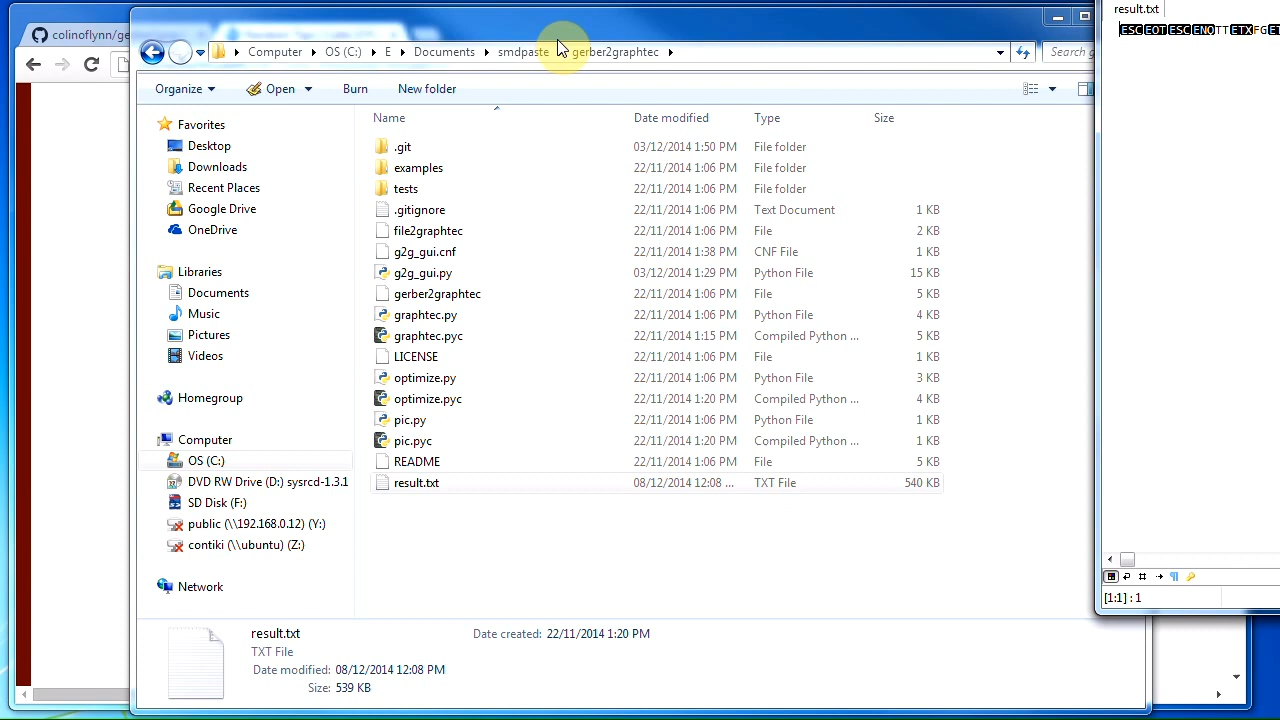 colinoflynn/ge
Computer OS (C:) E Documents smdpaste gerber2graphtec
Search g
result.txt
ESCEOTESCENQTTETXFGET
Organize Open Burn New folder
Name Date modified Type Size
Favorites
Desktop
Downloads
Recent Places
Google Drive
OneDrive
Libraries
Documents
Music
Pictures
Videos
Homegroup
Computer
OS (C:)
DVD RW Drive (D:) sysrcd-1.3.1
SD Disk (F:)
public (\\192.168.0.12) (Y:)
contiki (\\ubuntu) (Z:)
Network
.git 03/12/2014 1:50 PM File folder
examples 22/11/2014 1:06 PM File folder
tests 22/11/2014 1:06 PM File folder
.gitignore 22/11/2014 1:06 PM Text Document 1 KB
file2graphtec 22/11/2014 1:06 PM File 2 KB
g2g_gui.cnf 22/11/2014 1:38 PM CNF File 1 KB
g2g_gui.py 03/12/2014 1:29 PM Python File 15 KB
gerber2graphtec 22/11/2014 1:06 PM File 5 KB
graphtec.py 22/11/2014 1:06 PM Python File 4 KB
graphtec.pyc 22/11/2014 1:15 PM Compiled Python ... 5 KB
LICENSE 22/11/2014 1:06 PM File 1 KB
optimize.py 22/11/2014 1:06 PM Python File 3 KB
optimize.pyc 22/11/2014 1:20 PM Compiled Python ... 4 KB
pic.py 22/11/2014 1:06 PM Python File 1 KB
pic.pyc 22/11/2014 1:20 PM Compiled Python ... 1 KB
README 22/11/2014 1:06 PM File 5 KB
result.txt 08/12/2014 12:08 ... TXT File 540 KB
[1:1] : 1
result.txt Date created: 22/11/2014 1:20 PM
TXT File
Date modified: 08/12/2014 12:08 PM
Size: 539 KB